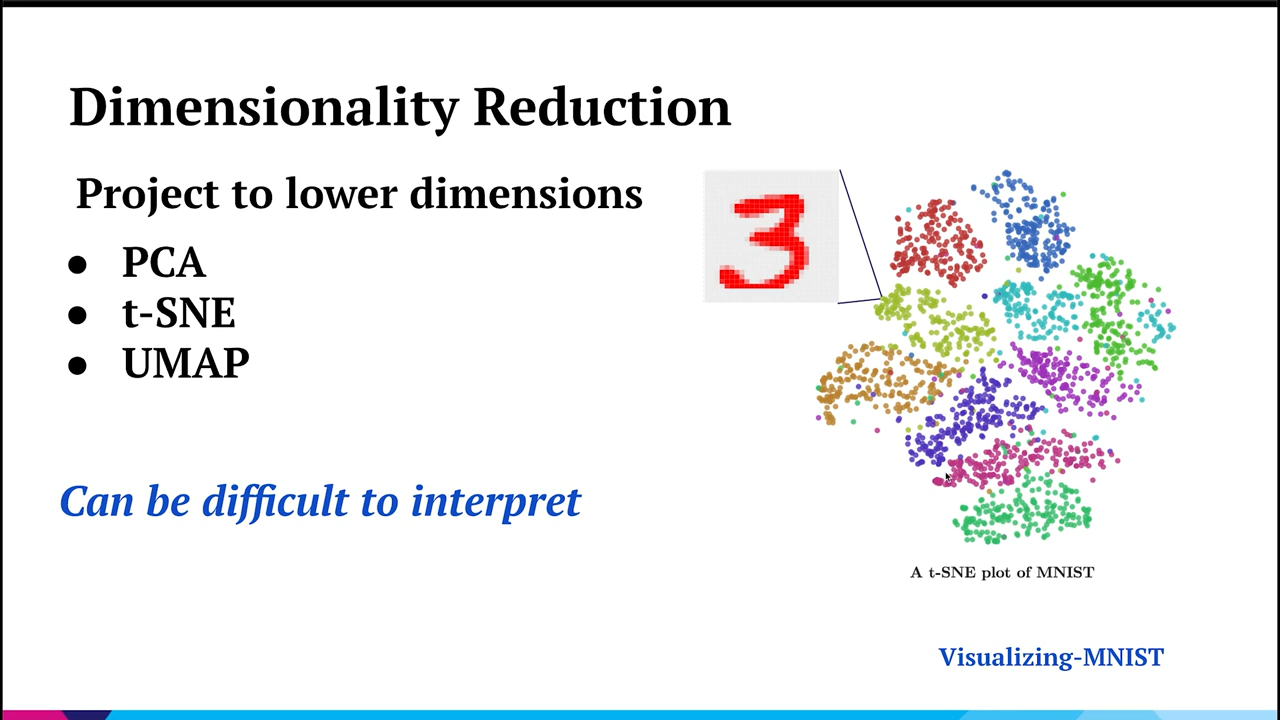 Dimensionality Reduction
Project to lower dimensions
● PCA
● t-SNE
● UMAP
Can be difficult to interpret
3
A t-SNE plot of MNIST
Visualizing-MNIST